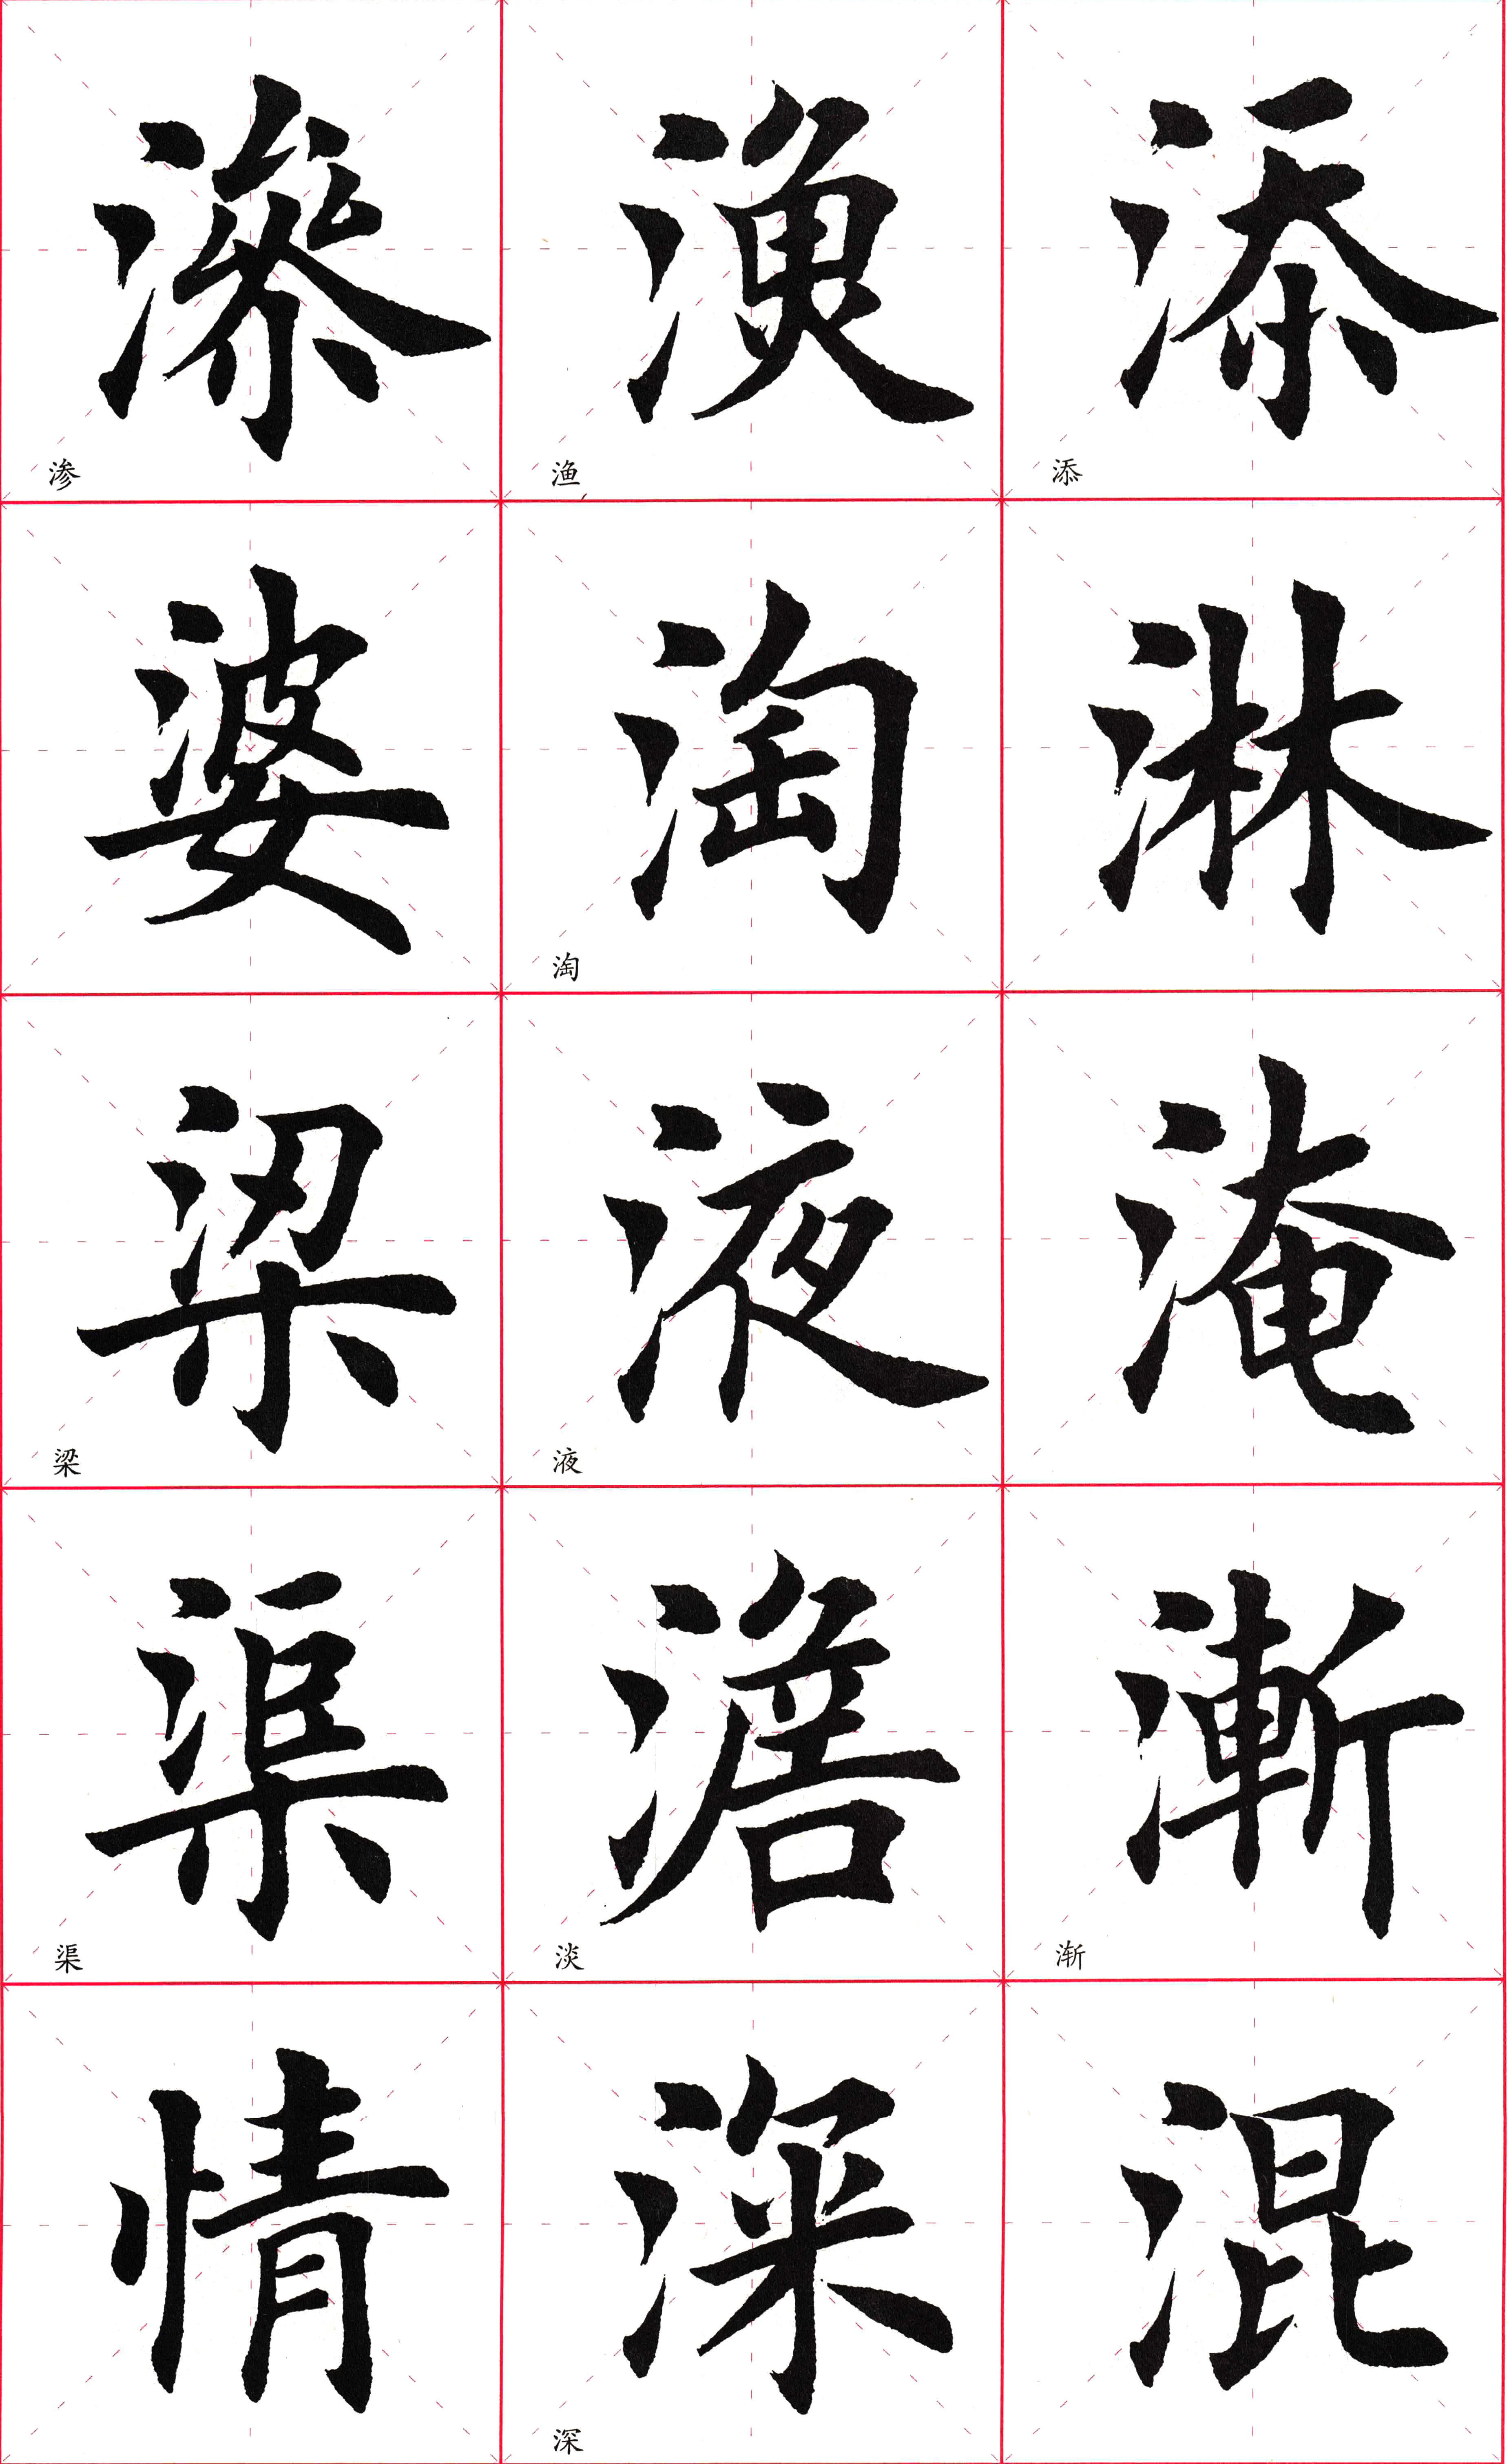 添 添 淋 淹 漸 渐 混
漁 渔 淘 淘 液 液 澹 淡 深 深
滲 渗 婆 梁 梁 渠 渠 情